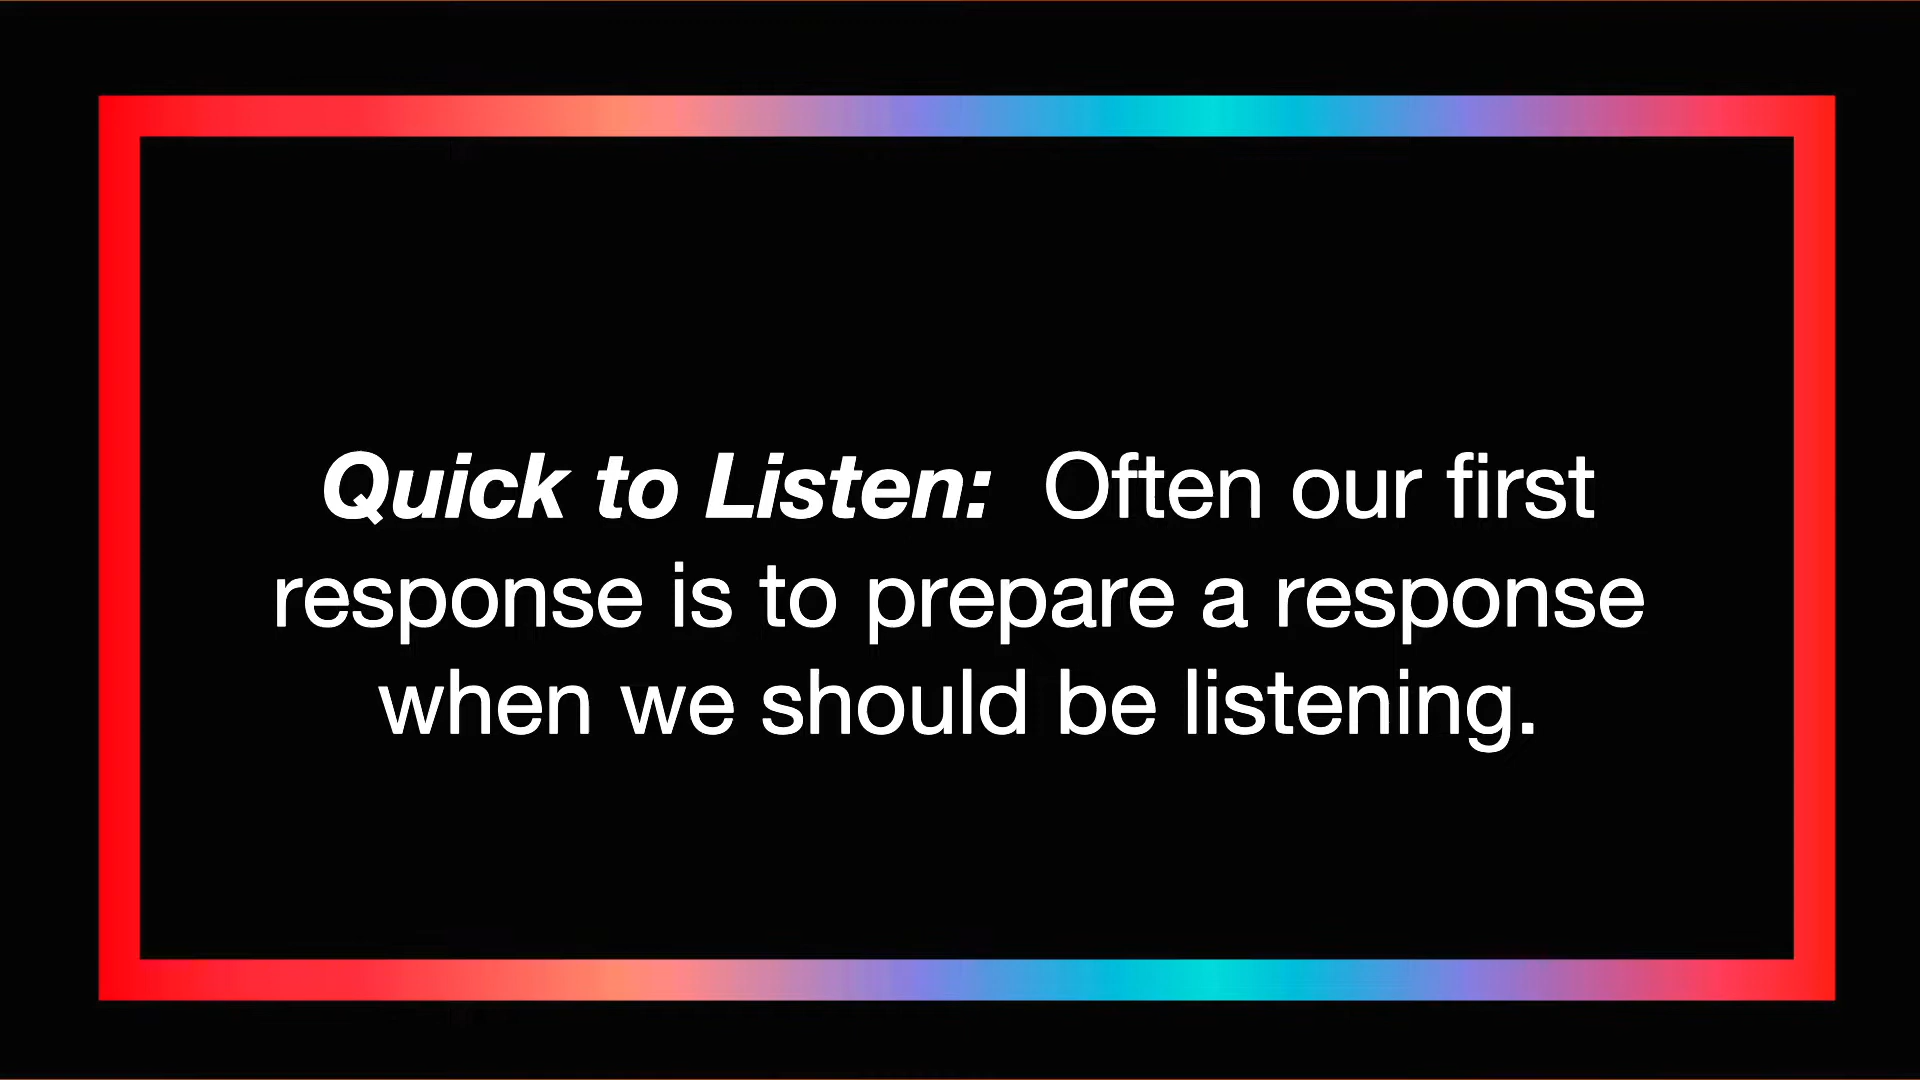 Quick to Listen:  Often our first
response is to prepare a response
when we should be listening.